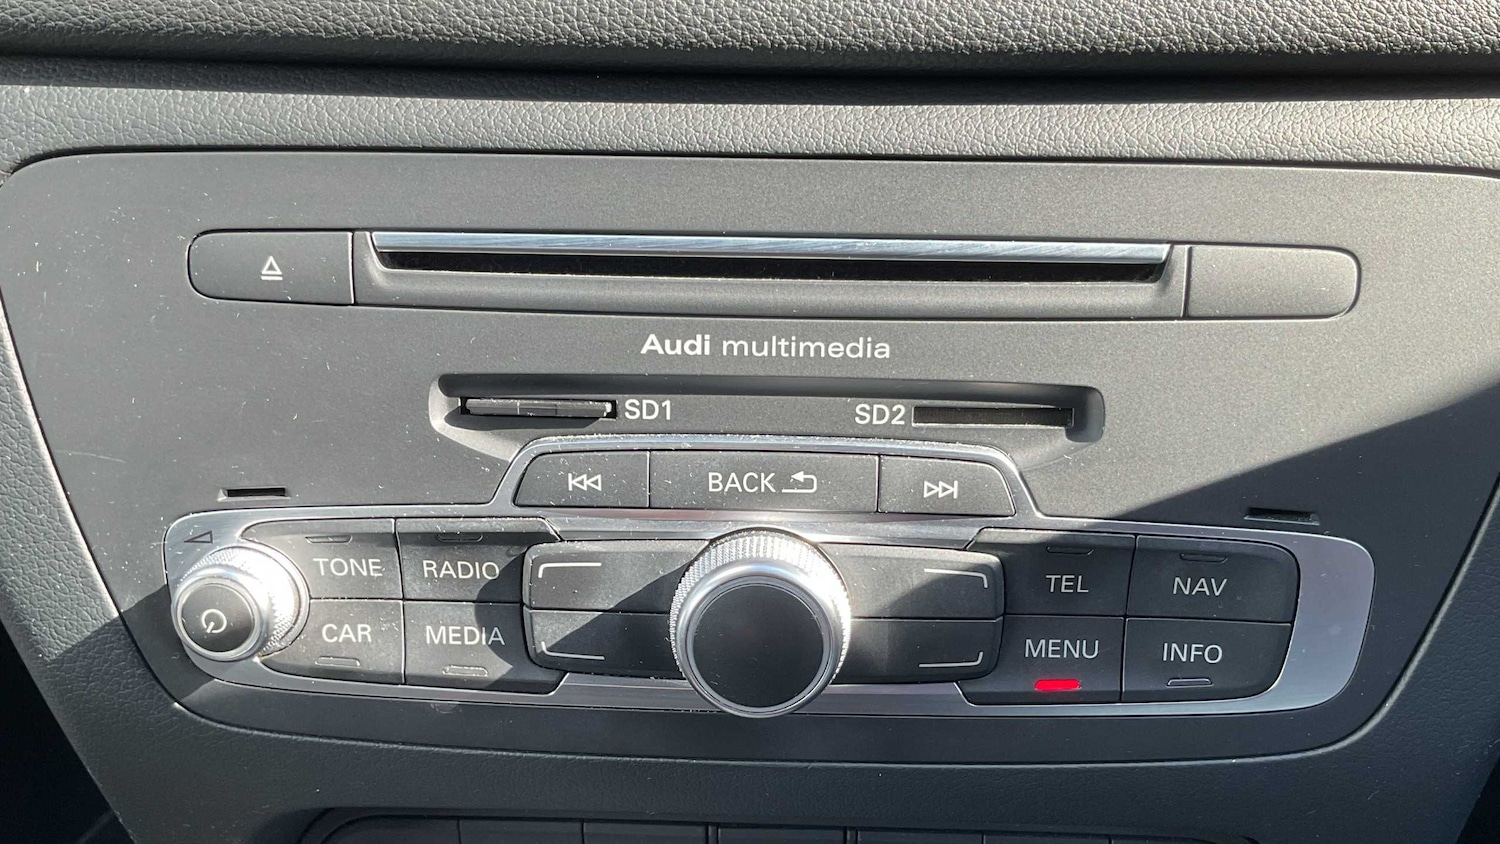 Audi multimedia
SD1 SD2
BACK
TONE RADIO TEL NAV
CAR MEDIA MENU INFO